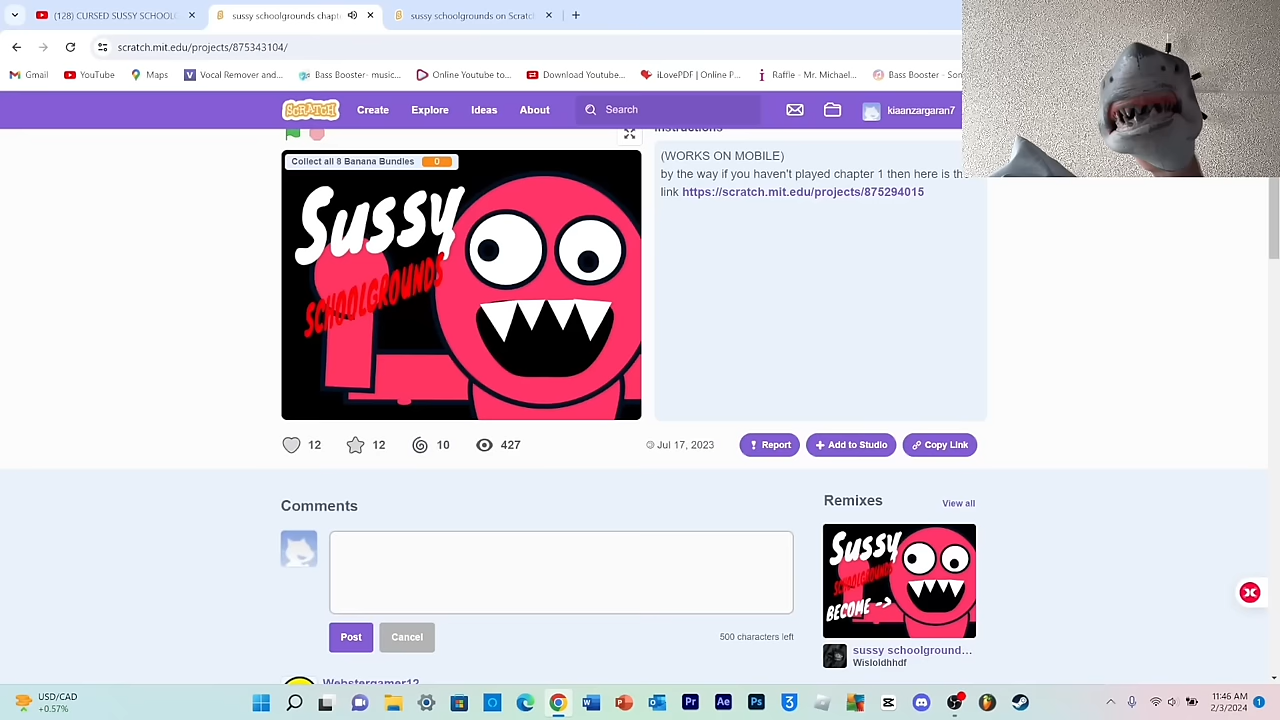 (128) CURSED SUSSY SCHOOL
sussy schoolgrounds chapt
sussy schoolgrounds on Scratc
scratch.mit.edu/projects/875343104/
Gmail
YouTube
Maps
Vocal Remover and...
Bass Booster- music...
Online Youtube to...
Download Youtube...
iLovePDF | Online P...
Raffle - Mr. Michael...
Bass Booster - Son
SCRATCH
Create
Explore
Ideas
About
Search
kiaanzargaran7
Instructions
Collect all 8 Banana Bundles 0
Sussy
SCHOOLGROUNDS
(WORKS ON MOBILE)
by the way if you haven't played chapter 1 then here is the
link https://scratch.mit.edu/projects/875294015
12
12
10
427
© Jul 17, 2023
Report
Add to Studio
Copy Link
Comments
Post
Cancel
500 characters left
Webstergamer12
Remixes
View all
Sussy
SCHOOLGROUNDS
BECOME ->
sussy schoolground...
Wisloldhhdf
USD/CAD
+0.57%
11:46 AM
2/3/2024